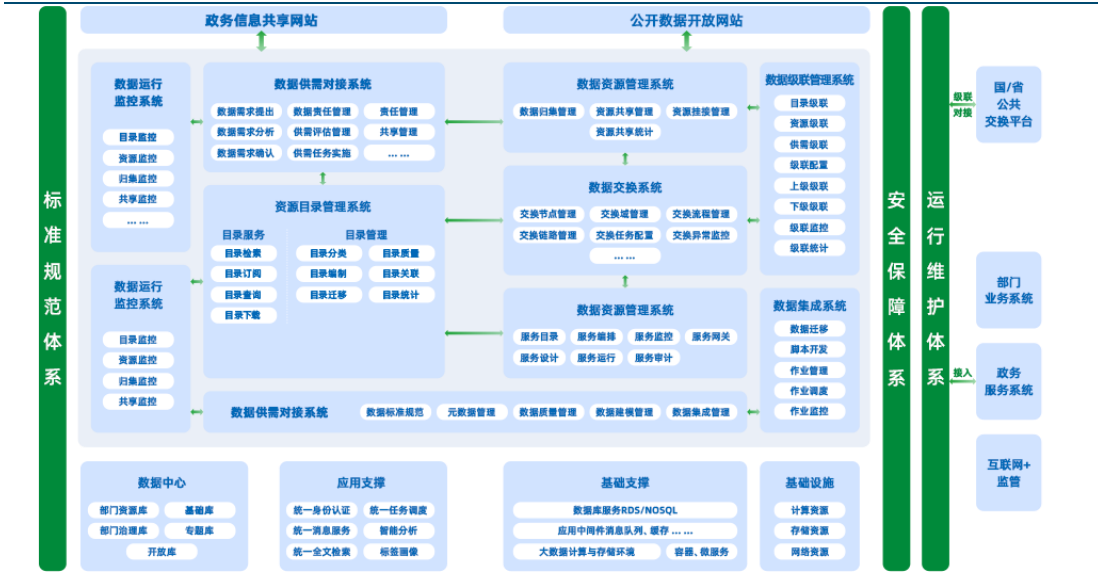 政务信息共享网站
公开数据开放网站
标准规范体系
数据运行
监控系统
目录监控
资源监控
归集监控
共享监控
... ...
数据供需对接系统
数据需求提出 数据责任管理 责任管理
数据需求分析 供需评估管理 共享管理
数据需求确认 供需任务实施 ... ...
数据资源管理系统
数据归集管理 资源共享管理 资源挂接管理
资源共享统计
数据级联管理系统
目录级联
资源级联
供需级联
级联配置
上级级联
下级级联
级联监控
级联统计
资源目录管理系统
目录服务
目录检素
目录订阅
目录查询
目录下载
目录管理
目录分类 目录质量
目录编制 目录关联
目录迁移 目录统计
数据交换系统
交换节点管理 交换域管理 交换流程管理
交换链路管理 交换任务配置 交换异常监控
... ...
数据运行
监控系统
目录监控
资源监控
归集监控
共享监控
数据资源管理系统
服务目录 服务编排 服务监控 服务网关
服务设计 服务运行 服务审计
数据集成系统
数据迁移
脚本开发
作业管理
作业调度
作业监控
数据供需对接系统 数据标准规范 元数据管理 数据质量管理 数据建模管理 数据集成管理
数据中心
部门资源库 基础库
部门治理库 专题库
开放库
应用支撑
统一身份认证 统一任务调度
统一消息服务 智能分析
统一全文检素 标签画像
基础支撑
数据库服务RDS/NOSQL
应用中间件消息队列、缓存 ... ...
大数据计算与存储环境 容器、微服务
基础设施
计算资源
存储资源
网络资源
安全保障体系
运行维护体系
级联
对接
国/省
公共
交换平台
部门
业务系统
接入
政务
服务系统
互联网+
监管